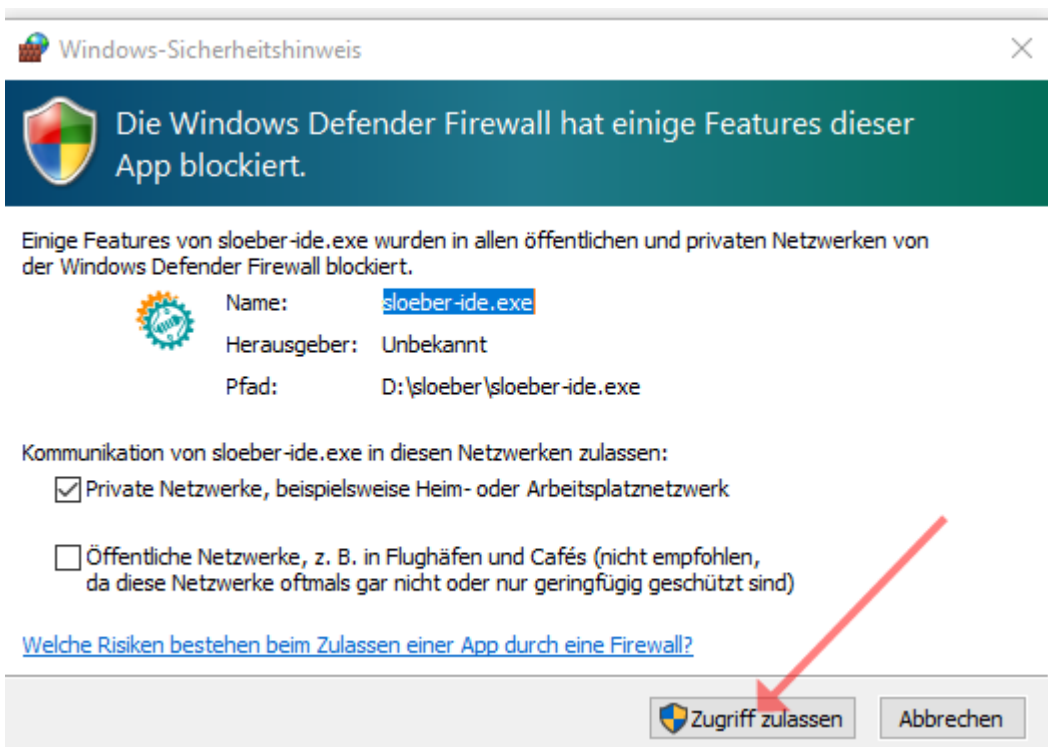 Windows-Sicherheitshinweis
Die Windows Defender Firewall hat einige Features dieser
App blockiert.
Einige Features von sloeber-ide.exe wurden in allen öffentlichen und privaten Netzwerken von
der Windows Defender Firewall blockiert.
Name: sloeber-ide.exe
Herausgeber: Unbekannt
Pfad: D:\sloeber\sloeber-ide.exe
Kommunikation von sloeber-ide.exe in diesen Netzwerken zulassen:
Private Netzwerke, beispielsweise Heim- oder Arbeitsplatznetzwerk
Öffentliche Netzwerke, z. B. in Flughäfen und Cafés (nicht empfohlen,
da diese Netzwerke oftmals gar nicht oder nur geringfügig geschützt sind)
Welche Risiken bestehen beim Zulassen einer App durch eine Firewall?
Zugriff zulassen Abbrechen